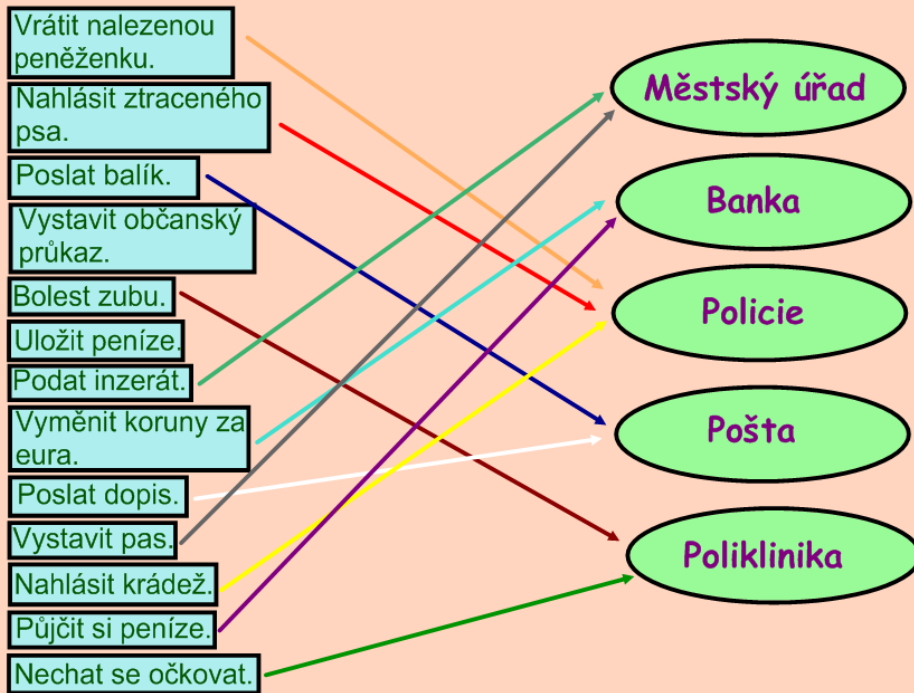 Vrátit nalezenou
peněženku.
Nahlásit ztraceného
psa.
Poslat balík.
Vystavit občanský
průkaz.
Bolest zubu.
Uložit peníze.
Podat inzerát.
Vyměnit koruny za
eura.
Poslat dopis.
Vystavit pas.
Nahlásit krádež.
Půjčit si peníze.
Nechat se očkovat.
Městský úřad
Banka
Policie
Pošta
Poliklinika